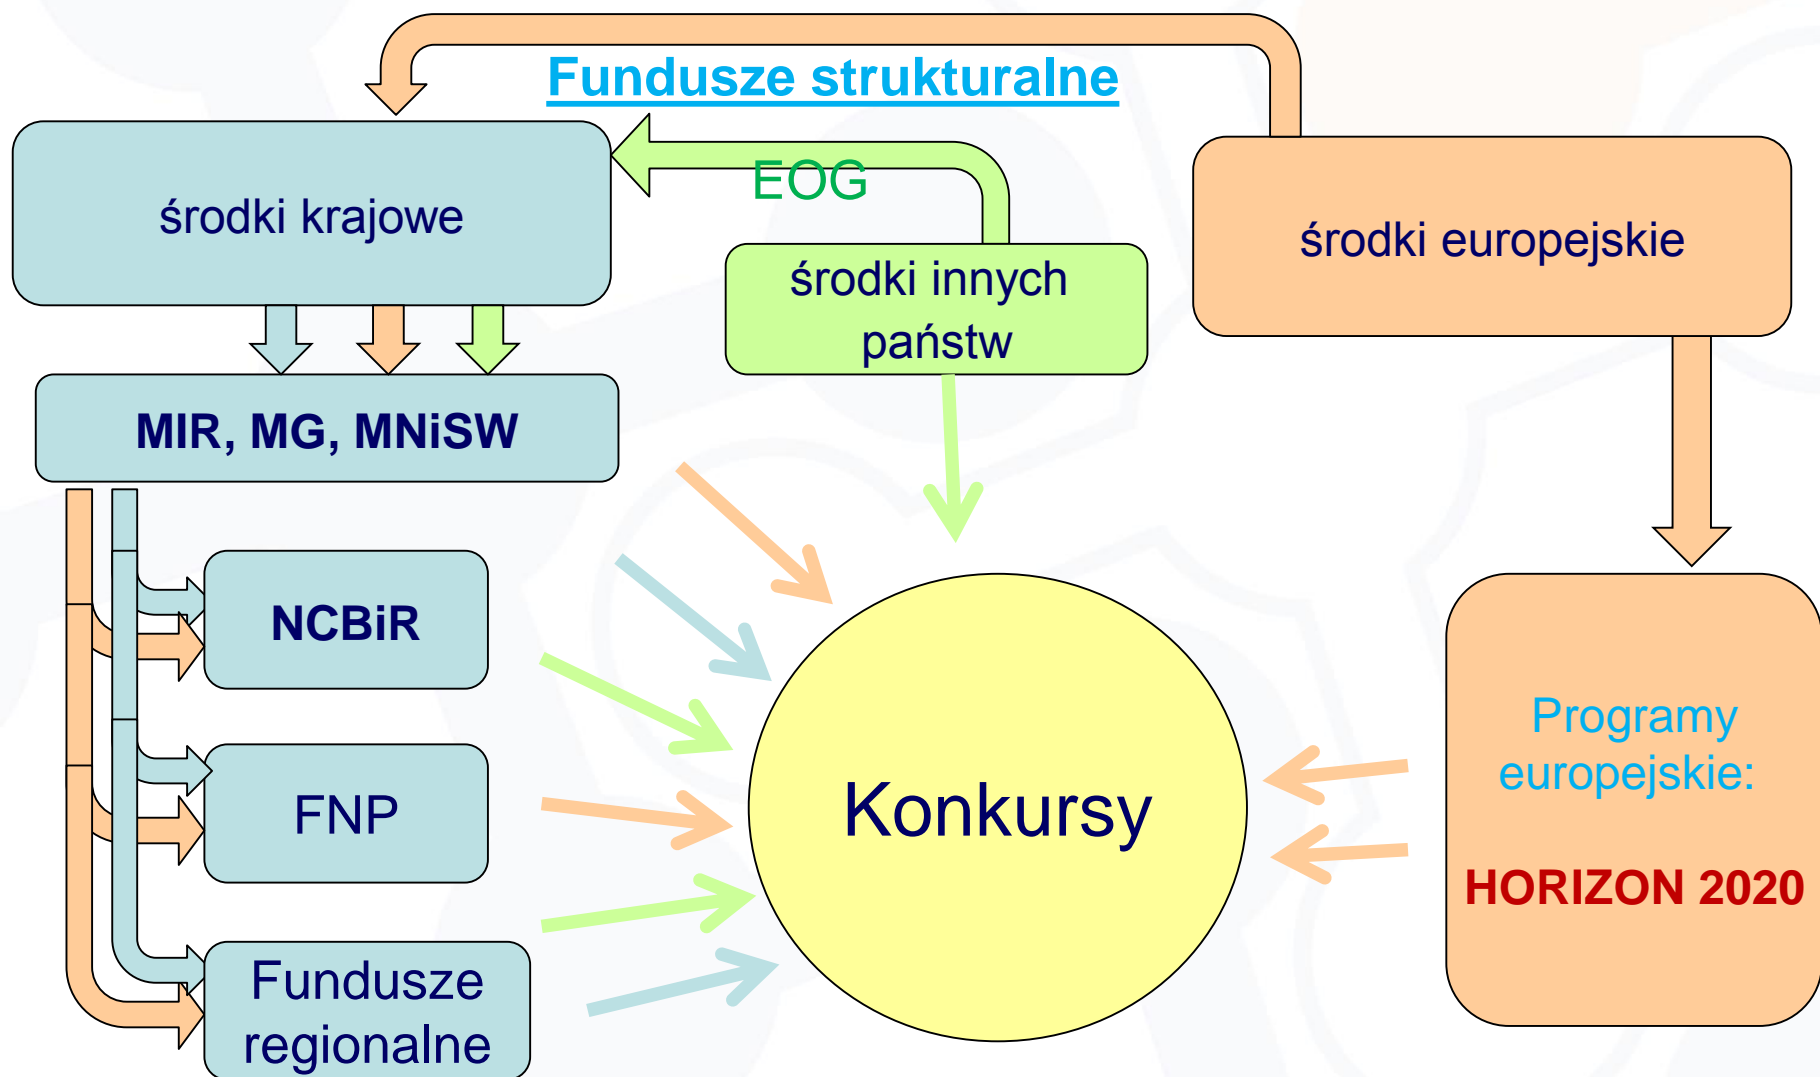 Fundusze strukturalne
EOG
środki krajowe
środki innych
państw
środki europejskie
MIR, MG, MNiSW
NCBiR
FNP
Fundusze
regionalne
Konkursy
Programy
europejskie:
HORIZON 2020